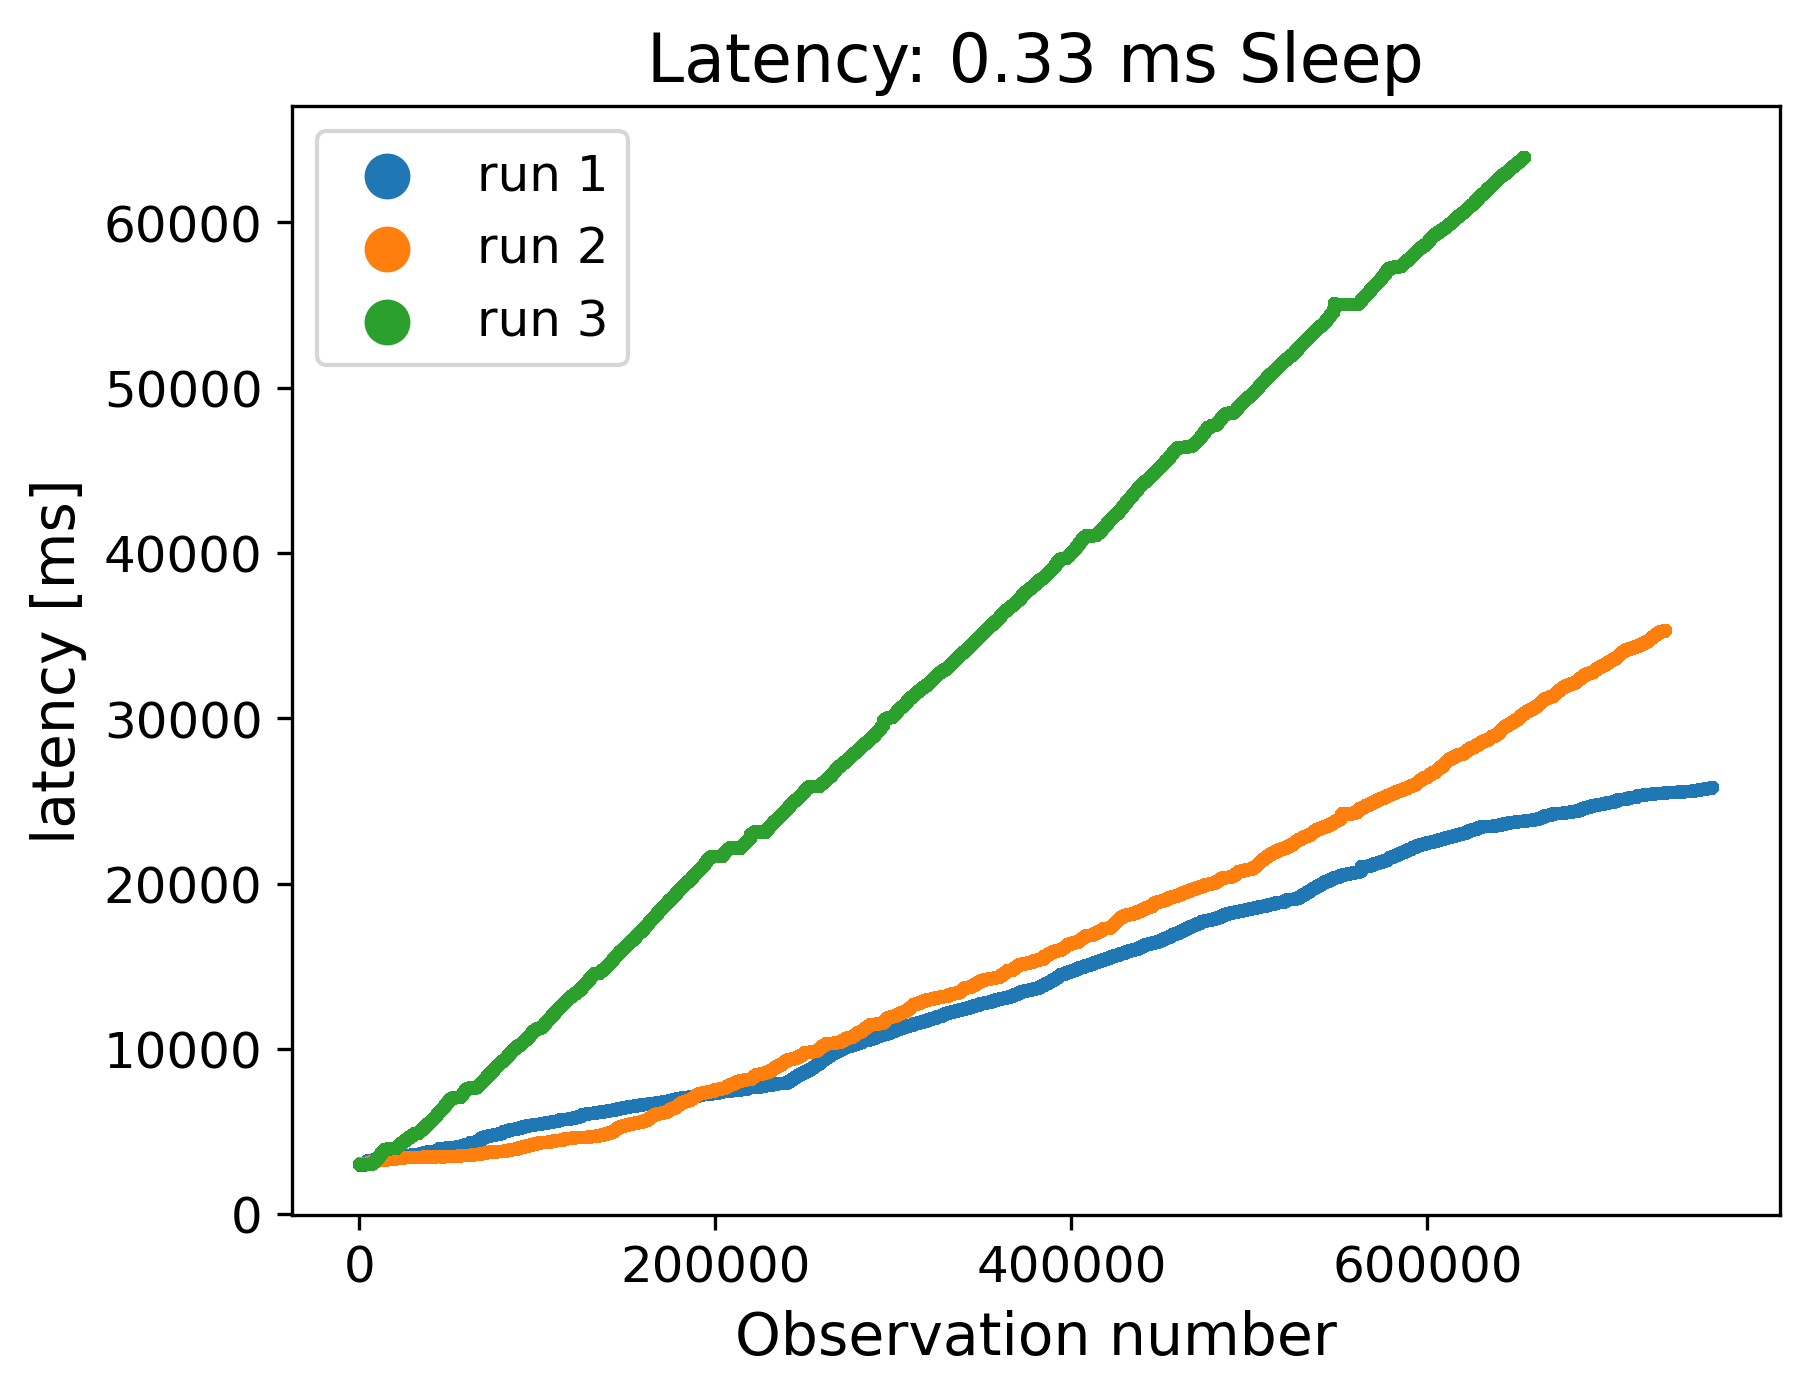 Latency: 0.33 ms Sleep
run 1
run 2
run 3
60000
50000
40000
30000
20000
10000
0
latency [ms]
0 200000 400000 600000
Observation number